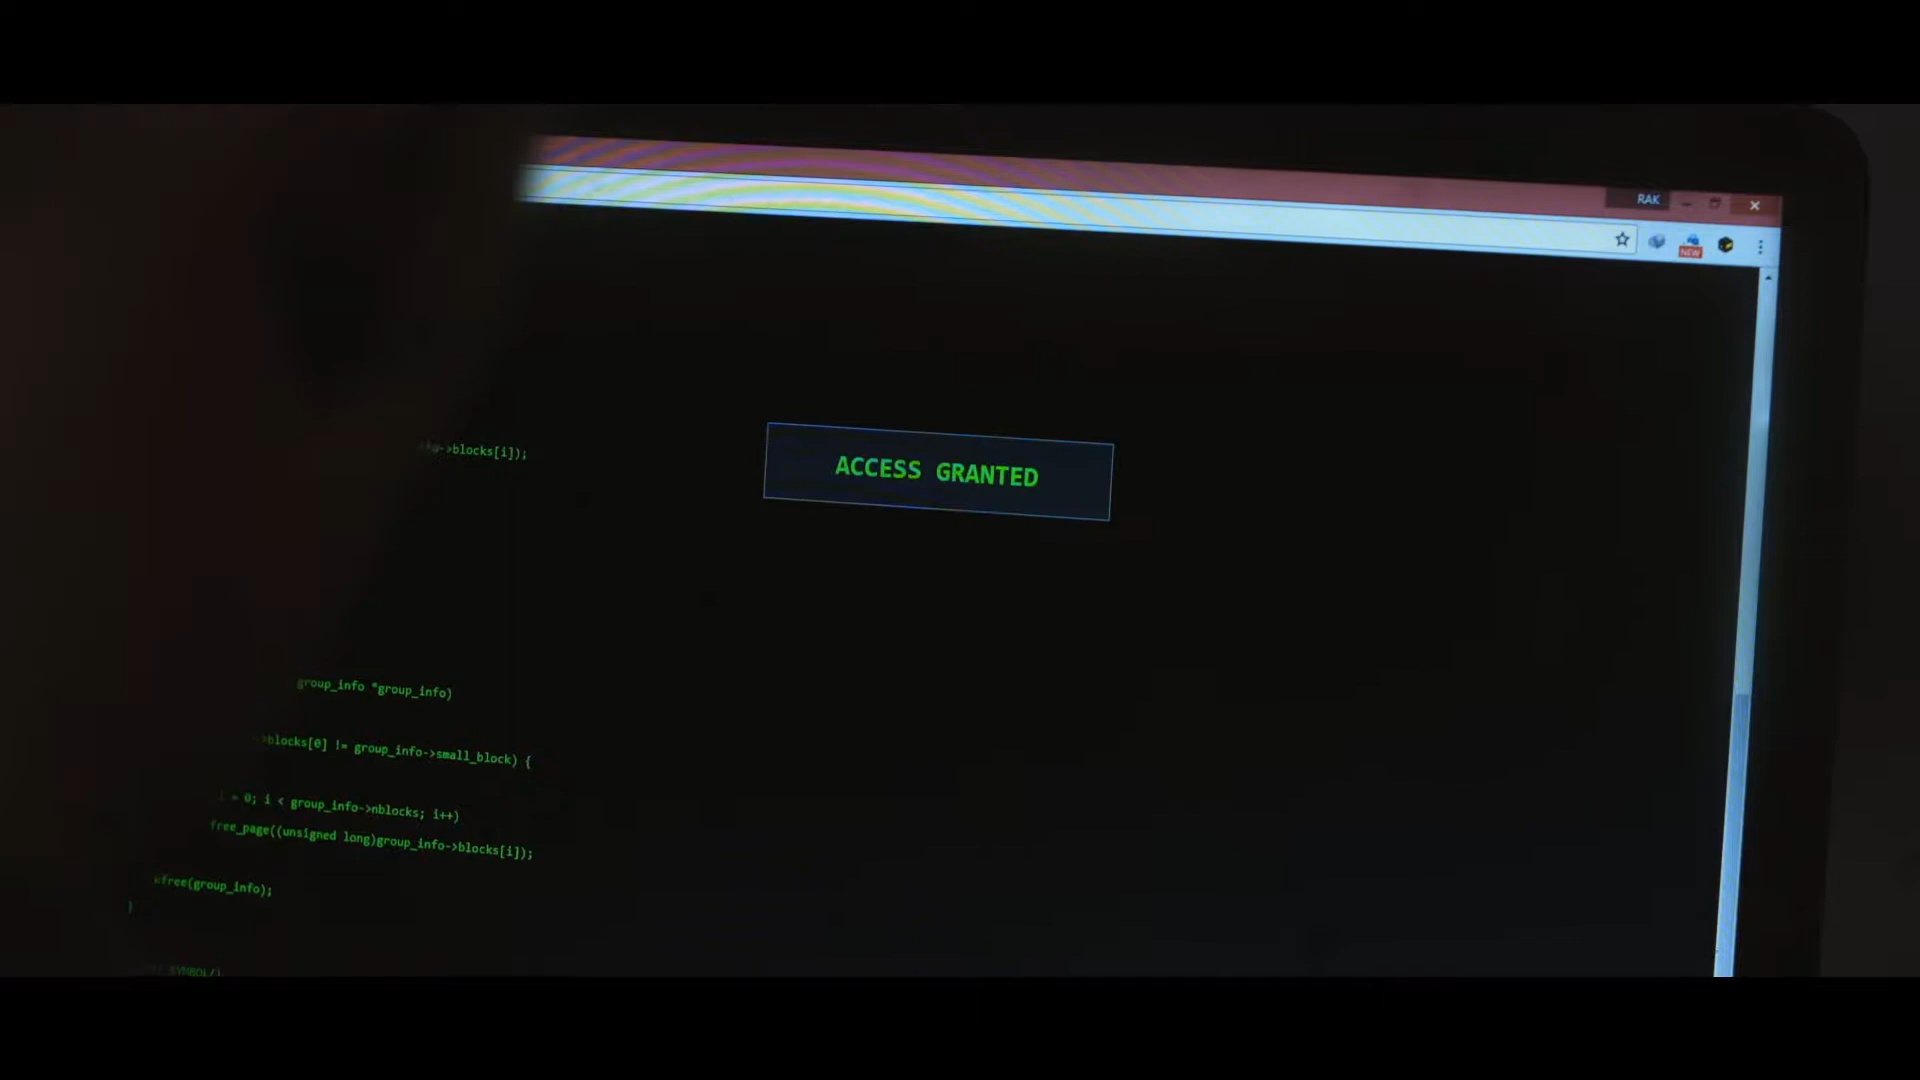 RAK
NEW
->blocks[i]);
ACCESS GRANTED
group_info *group_info)
>blocks[0] != group_info->small_block) {
= 0; i < group_info->nblocks; i++)
free_page((unsigned long)group_info->blocks[i]);
kfree(group_info);
}